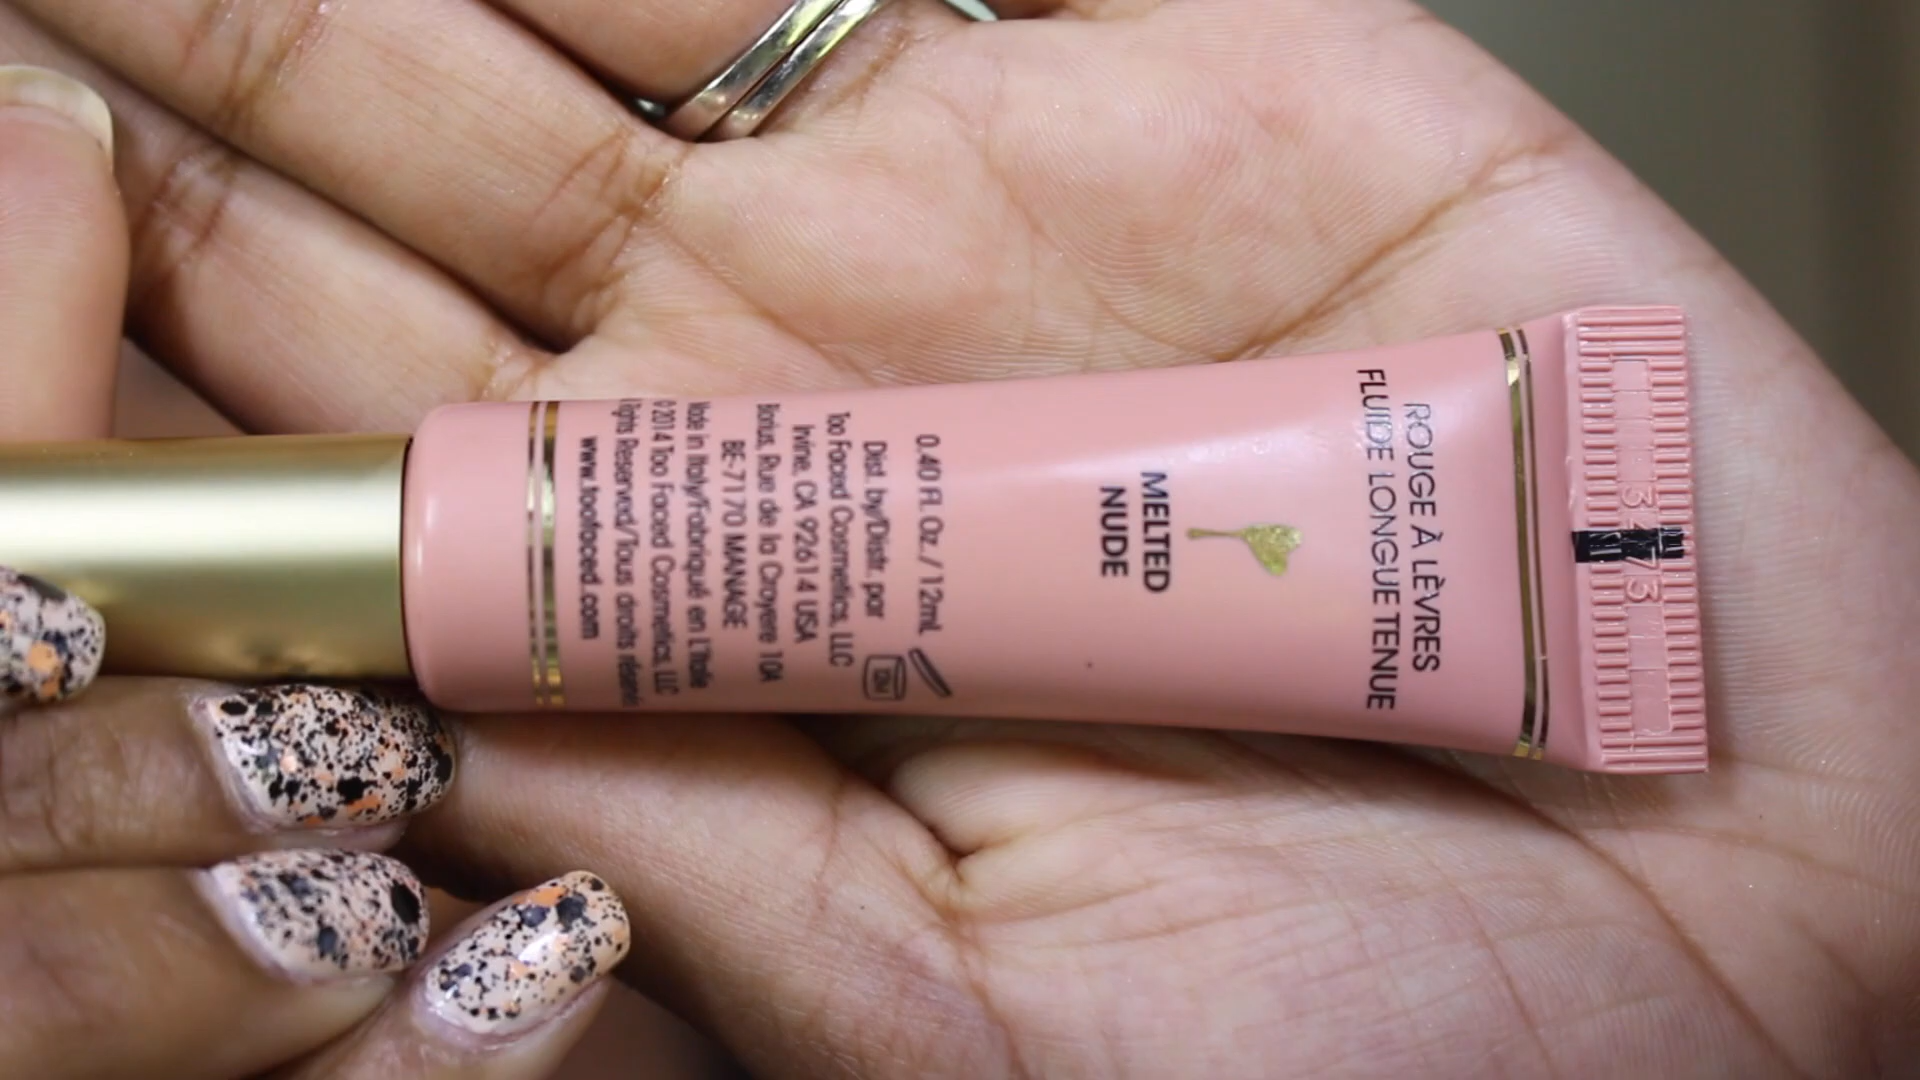 ROUGE À LÈVRES
FLUIDE LONGUE TENUE
MELTED
NUDE
0.40 Fl. Oz. / 12mL
Dist. by/Distr. par
Too Faced Cosmetics, LLC
Irvine, CA 92614 USA
Biorius, Rue de la Croyere 10A
BE-7170 MANAGE
Made in Italy/Fabriqué en L'Italie
©2014 Too Faced Cosmetics, LLC
Rights Reserved/Tous droits réservés
www.toofaced.com
12M